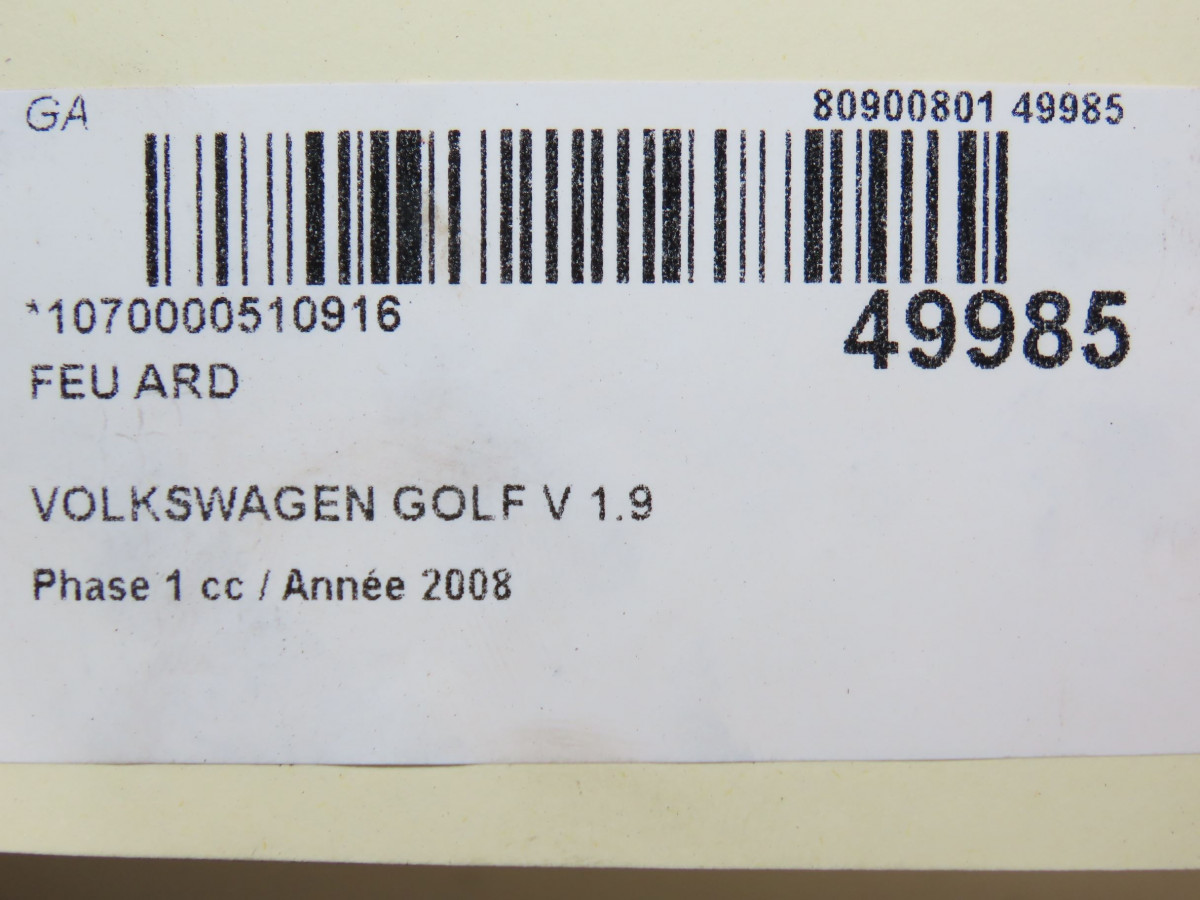 GA
80900801 49985
*1070000510916
49985
FEU ARD
VOLKSWAGEN GOLF V 1.9
Phase 1 cc / Année 2008